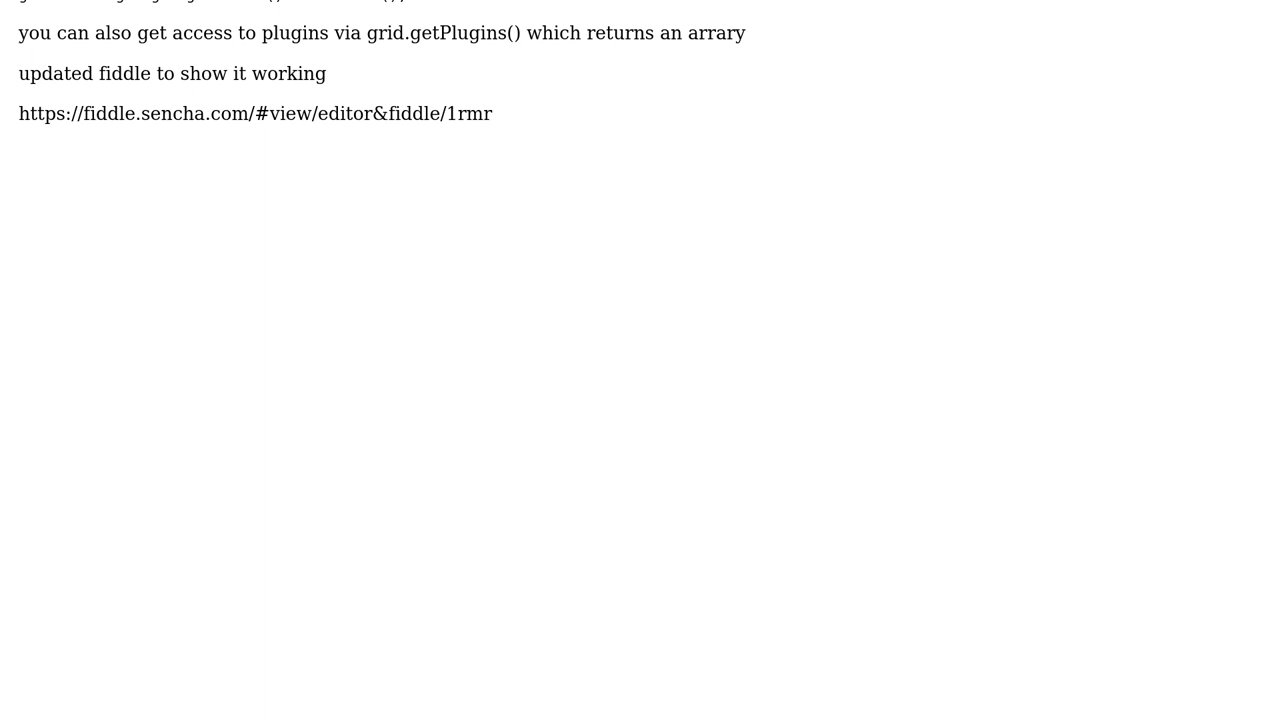 you can also get access to plugins via grid.getPlugins() which returns an arrary
updated fiddle to show it working
https://fiddle.sencha.com/#view/editor&fiddle/1rmr